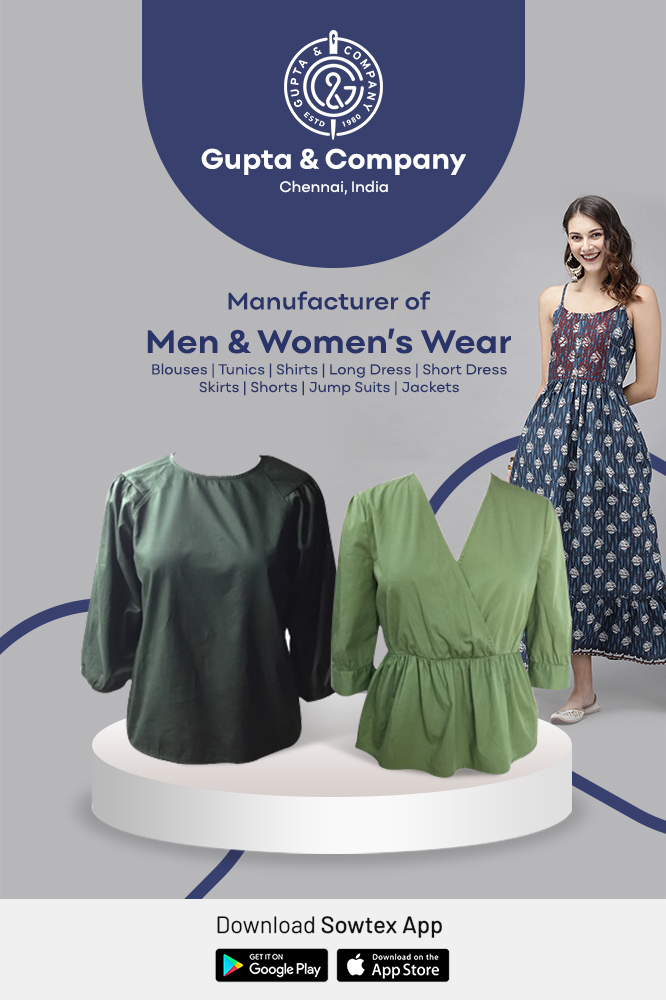 GUPTA & COMPANY
ESTD 1980
Gupta & Company
Chennai, India
Manufacturer of
Men & Women's Wear
Blouses | Tunics | Shirts | Long Dress | Short Dress
Skirts | Shorts | Jump Suits | Jackets
Download Sowtex App
GET IT ON
Google Play
Download on the
App Store